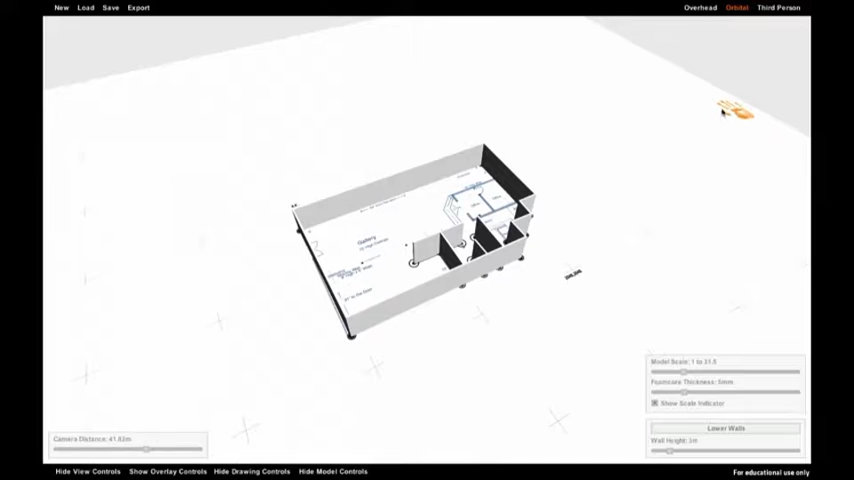 New Load Save Export
Overhead Orbital Third Person
Gallery
Model Scale: 1 to 31.5
Foamcore Thickness: 5mm
Show Scale Indicator
Lower Walls
Wall Height: 3m
Camera Distance: 41.63m
Hide View Controls Show Overlay Controls Hide Drawing Controls Hide Model Controls
For educational use only